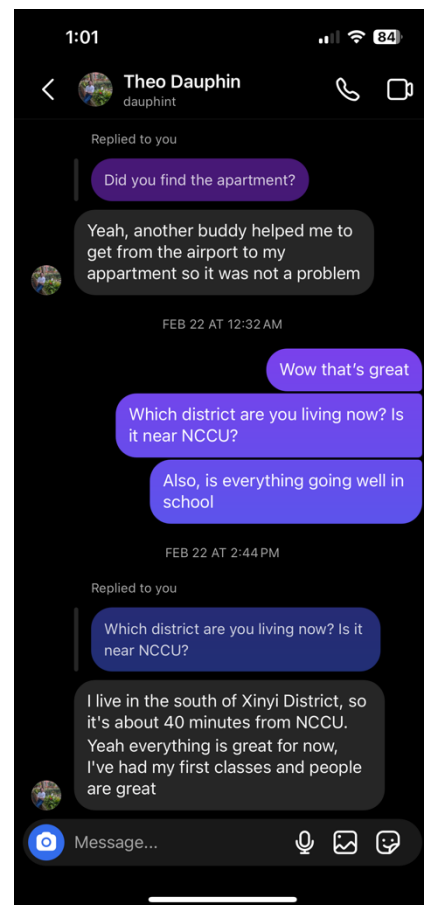 1:01
84
Theo Dauphin
dauphint
Replied to you
Did you find the apartment?
Yeah, another buddy helped me to
get from the airport to my
appartment so it was not a problem
FEB 22 AT 12:32 AM
Wow that's great
Which district are you living now? Is
it near NCCU?
Also, is everything going well in
school
FEB 22 AT 2:44 PM
Replied to you
Which district are you living now? Is it
near NCCU?
I live in the south of Xinyi District, so
it's about 40 minutes from NCCU.
Yeah everything is great for now,
I've had my first classes and people
are great
Message...